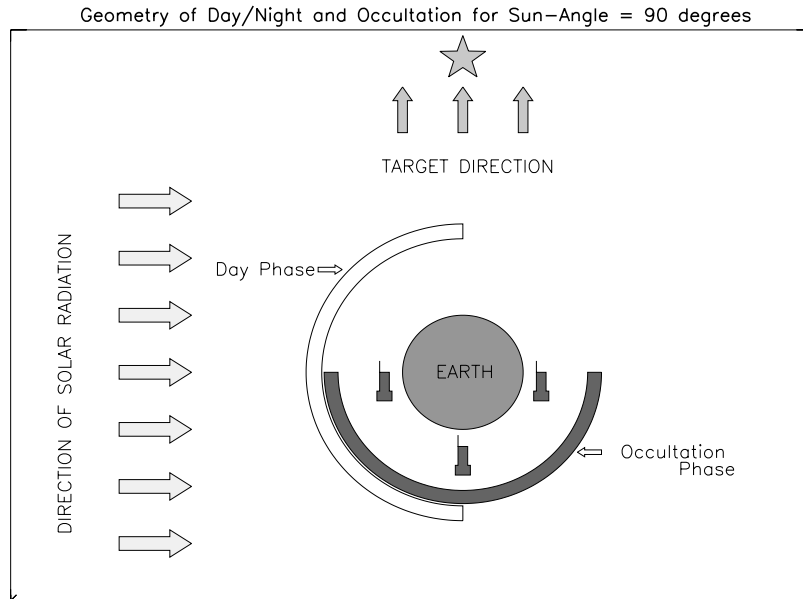 Geometry of Day/Night and Occultation for Sun-Angle = 90 degrees
TARGET DIRECTION
DIRECTION OF SOLAR RADIATION
Day Phase
EARTH
Occultation
Phase